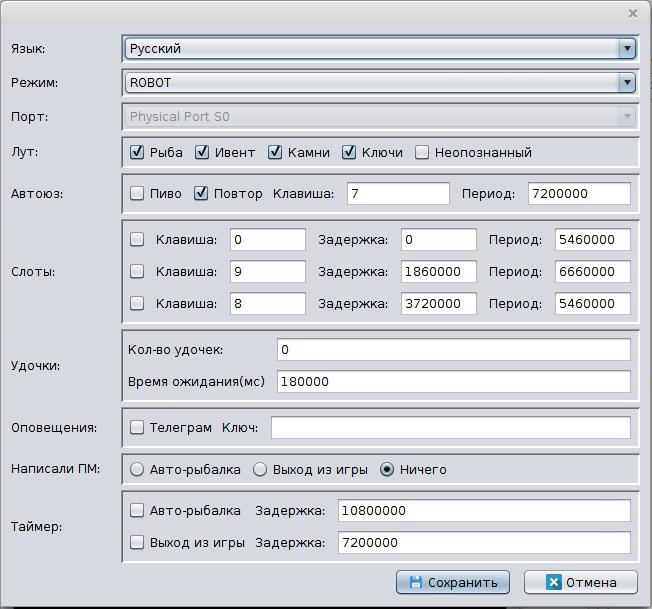 Язык: Русский
Режим: ROBOT
Порт: Physical Port S0
Лут: Рыба Ивент Камни Ключи Неопознанный
Автоюз: Пиво Повтор Клавиша: 7 Период: 7200000
Клавиша: 0 Задержка: 0 Период: 5460000
Слоты: Клавиша: 9 Задержка: 1860000 Период: 6660000
Клавиша: 8 Задержка: 3720000 Период: 5460000
Кол-во удочек: 0
Удочки:
Время ожидания(мс) 180000
Оповещения: Телеграм Ключ:
Написали ПМ: Авто-рыбалка Выход из игры Ничего
Авто-рыбалка Задержка: 10800000
Таймер:
Выход из игры Задержка: 7200000
Сохранить Отмена